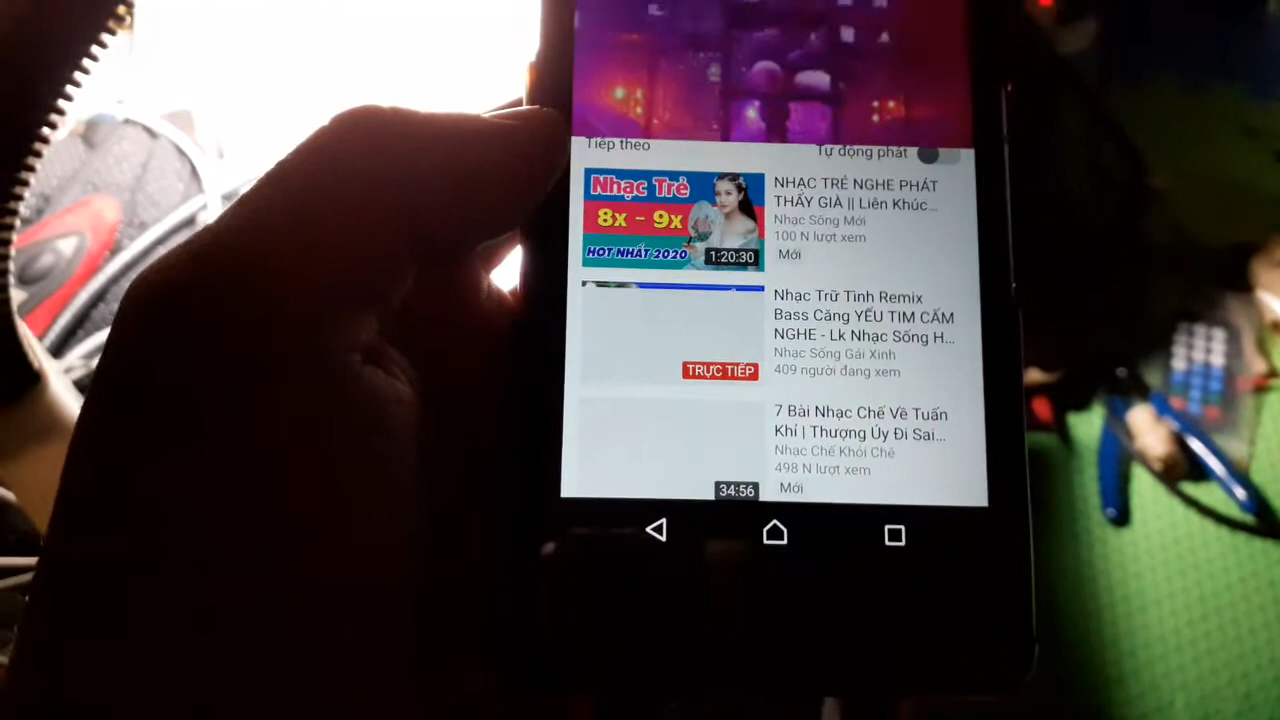 Tiếp theo
Tự động phát
Nhạc Trẻ
8x - 9x
HOT NHẤT 2020
1:20:30
NHẠC TRẺ NGHE PHÁT
THẤY GIÀ || Liên Khúc...
Nhạc Sống Mới
100 N lượt xem
Mới
TRỰC TIẾP
Nhạc Trữ Tình Remix
Bass Căng YẾU TIM CẤM
NGHE - Lk Nhạc Sống H...
Nhạc Sống Gái Xinh
409 người đang xem
34:56
7 Bài Nhạc Chế Về Tuấn
Khỉ | Thượng Úy Đi Sai...
Nhạc Chế Khỏi Chê
498 N lượt xem
Mới